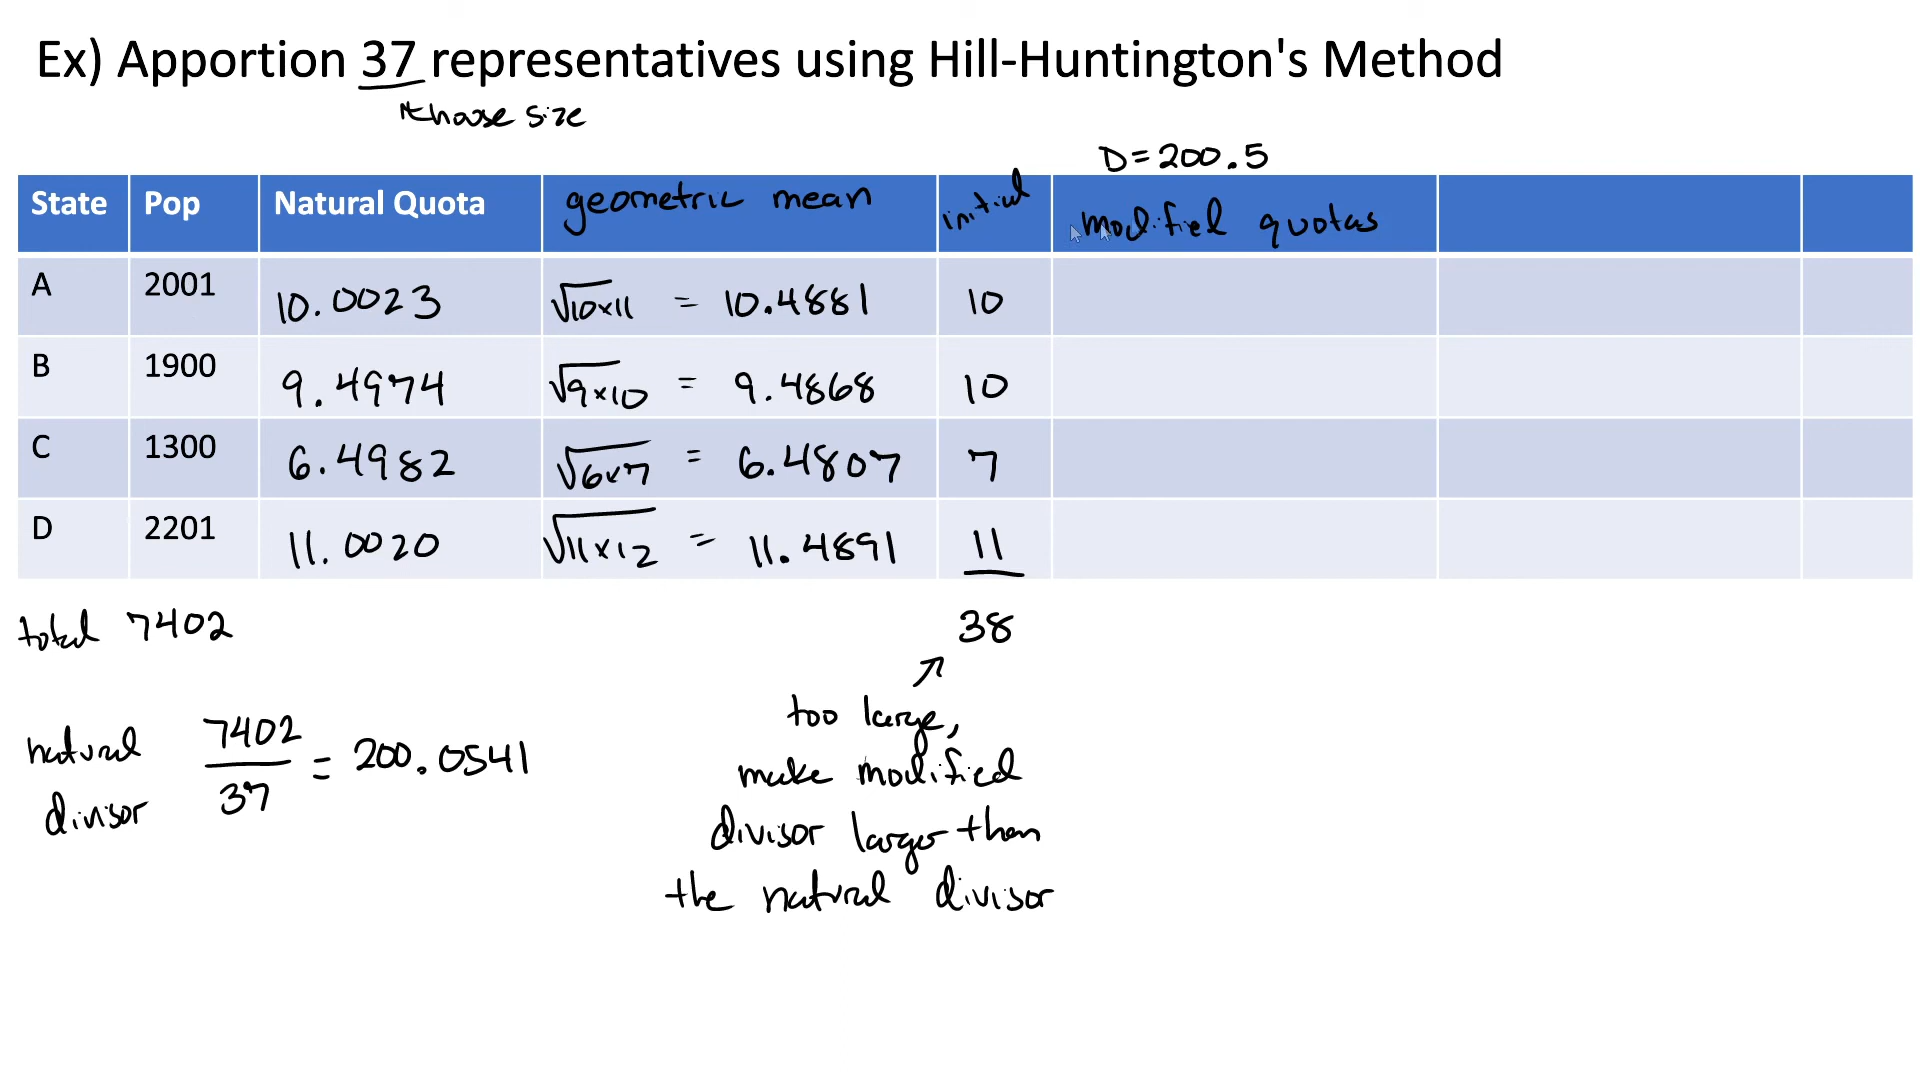 Ex) Apportion 37 representatives using Hill-Huntington's Method
house size
D = 200.5
State Pop Natural Quota geometric mean initial modified quotas
A 2001 10.0023 √10×11 = 10.4881 10
B 1900 9.4974 √9×10 = 9.4868 10
C 1300 6.4982 √6×7 = 6.4807 7
D 2201 11.0020 √11×12 = 11.4891 11
total 7402 38
too large,
make modified
divisor larger than
the natural divisor
natural divisor 7402/37 = 200.0541